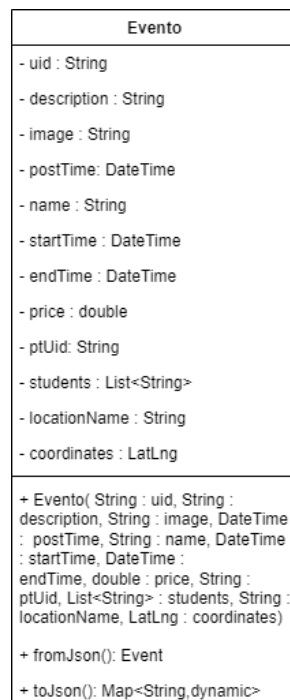 Evento
- uid : String
- description : String
- image : String
- postTime: DateTime
- name : String
- startTime : DateTime
- endTime : DateTime
- price : double
- ptUid: String
- students : List<String>
- locationName : String
- coordinates : LatLng
+ Evento( String : uid, String :
description, String : image, DateTime
: postTime, String : name, DateTime
: startTime, DateTime :
endTime, double : price, String :
ptUid, List<String> : students, String :
locationName, LatLng : coordinates)
+ fromJson(): Event
+ toJson(): Map<String,dynamic>